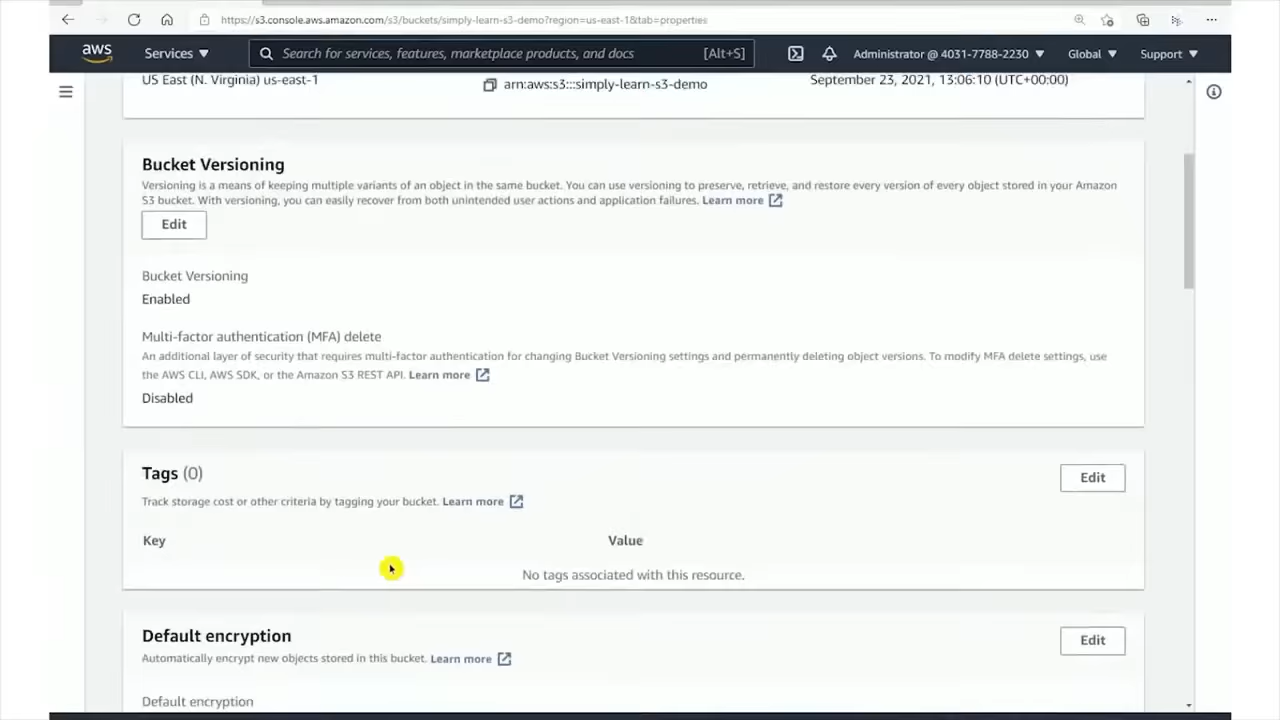 https://s3.console.aws.amazon.com/s3/buckets/simply-learn-s3-demo?region=us-east-1&tab=properties
aws Services ▼ Search for services, features, marketplace products, and docs [Alt+S] Administrator @ 4031-7788-2230 ▼ Global ▼ Support ▼
US East (N. Virginia) us-east-1 arn:aws:s3:::simply-learn-s3-demo September 23, 2021, 13:06:10 (UTC+00:00)
Bucket Versioning
Versioning is a means of keeping multiple variants of an object in the same bucket. You can use versioning to preserve, retrieve, and restore every version of every object stored in your Amazon
S3 bucket. With versioning, you can easily recover from both unintended user actions and application failures. Learn more
Edit
Bucket Versioning
Enabled
Multi-factor authentication (MFA) delete
An additional layer of security that requires multi-factor authentication for changing Bucket Versioning settings and permanently deleting object versions. To modify MFA delete settings, use
the AWS CLI, AWS SDK, or the Amazon S3 REST API. Learn more
Disabled
Tags (0) Edit
Track storage cost or other criteria by tagging your bucket. Learn more
Key Value
No tags associated with this resource.
Default encryption Edit
Automatically encrypt new objects stored in this bucket. Learn more
Default encryption